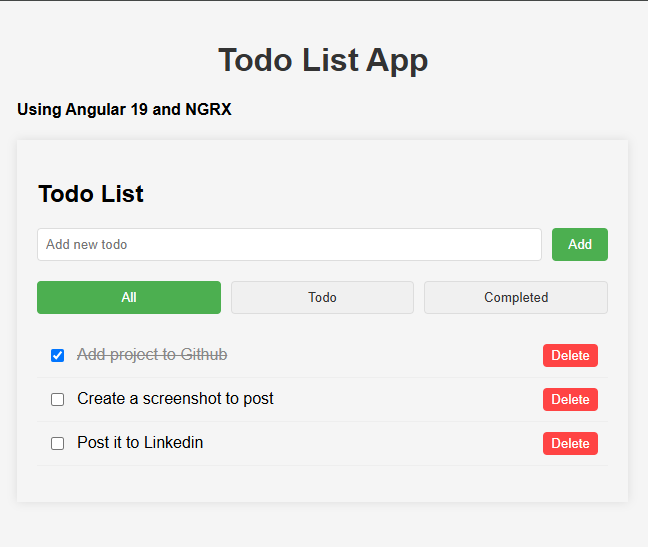 Todo List App
Using Angular 19 and NGRX
Todo List
Add new todo Add
All Todo Completed
Add project to Github Delete
Create a screenshot to post Delete
Post it to Linkedin Delete